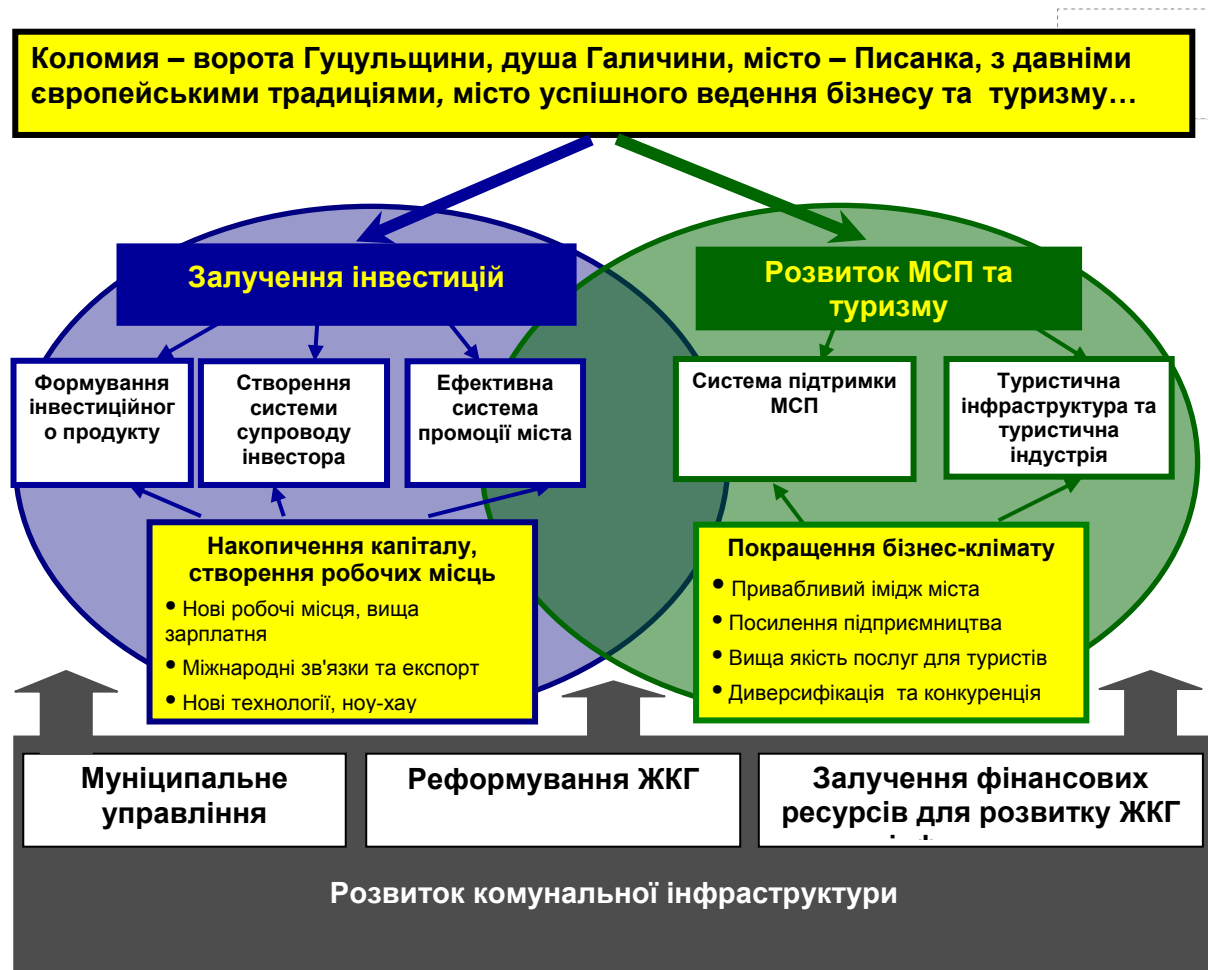 Коломия – ворота Гуцульщини, душа Галичини, місто – Писанка, з давніми
європейськими традиціями, місто успішного ведення бізнесу та туризму…
Залучення інвестицій
Розвиток МСП та
туризму
Формування
інвестиційног
о продукту
Створення
системи
супроводу
інвестора
Ефективна
система
промоції міста
Система підтримки
МСП
Туристична
інфраструктура та
туристична
індустрія
Накопичення капіталу,
створення робочих місць
• Нові робочі місця, вища
зарплатня
• Міжнародні зв'язки та експорт
• Нові технології, ноу-хау
Покращення бізнес-клімату
• Привабливий імідж міста
• Посилення підприємництва
• Вища якість послуг для туристів
• Диверсифікація та конкуренція
Муніципальне
управління
Реформування ЖКГ
Залучення фінансових
ресурсів для розвитку ЖКГ
Розвиток комунальної інфраструктури